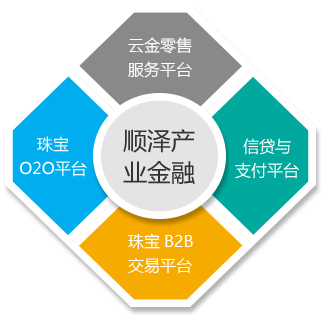 云金零售
服务平台
珠宝
O2O平台
顺泽产
业金融
信贷与
支付平台
珠宝 B2B
交易平台